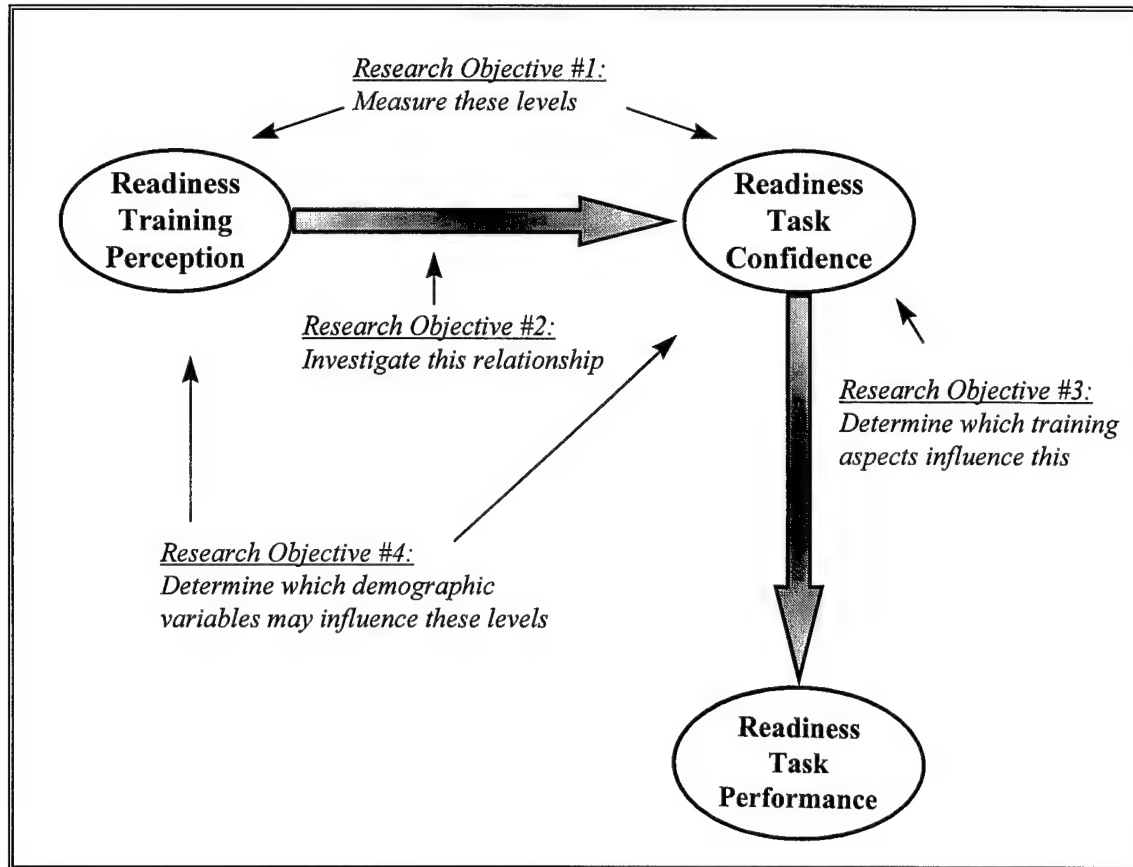 Research Objective #1:
Measure these levels
Readiness
Training
Perception
Readiness
Task
Confidence
Research Objective #2:
Investigate this relationship
Research Objective #3:
Determine which training
aspects influence this
Research Objective #4:
Determine which demographic
variables may influence these levels
Readiness
Task
Performance